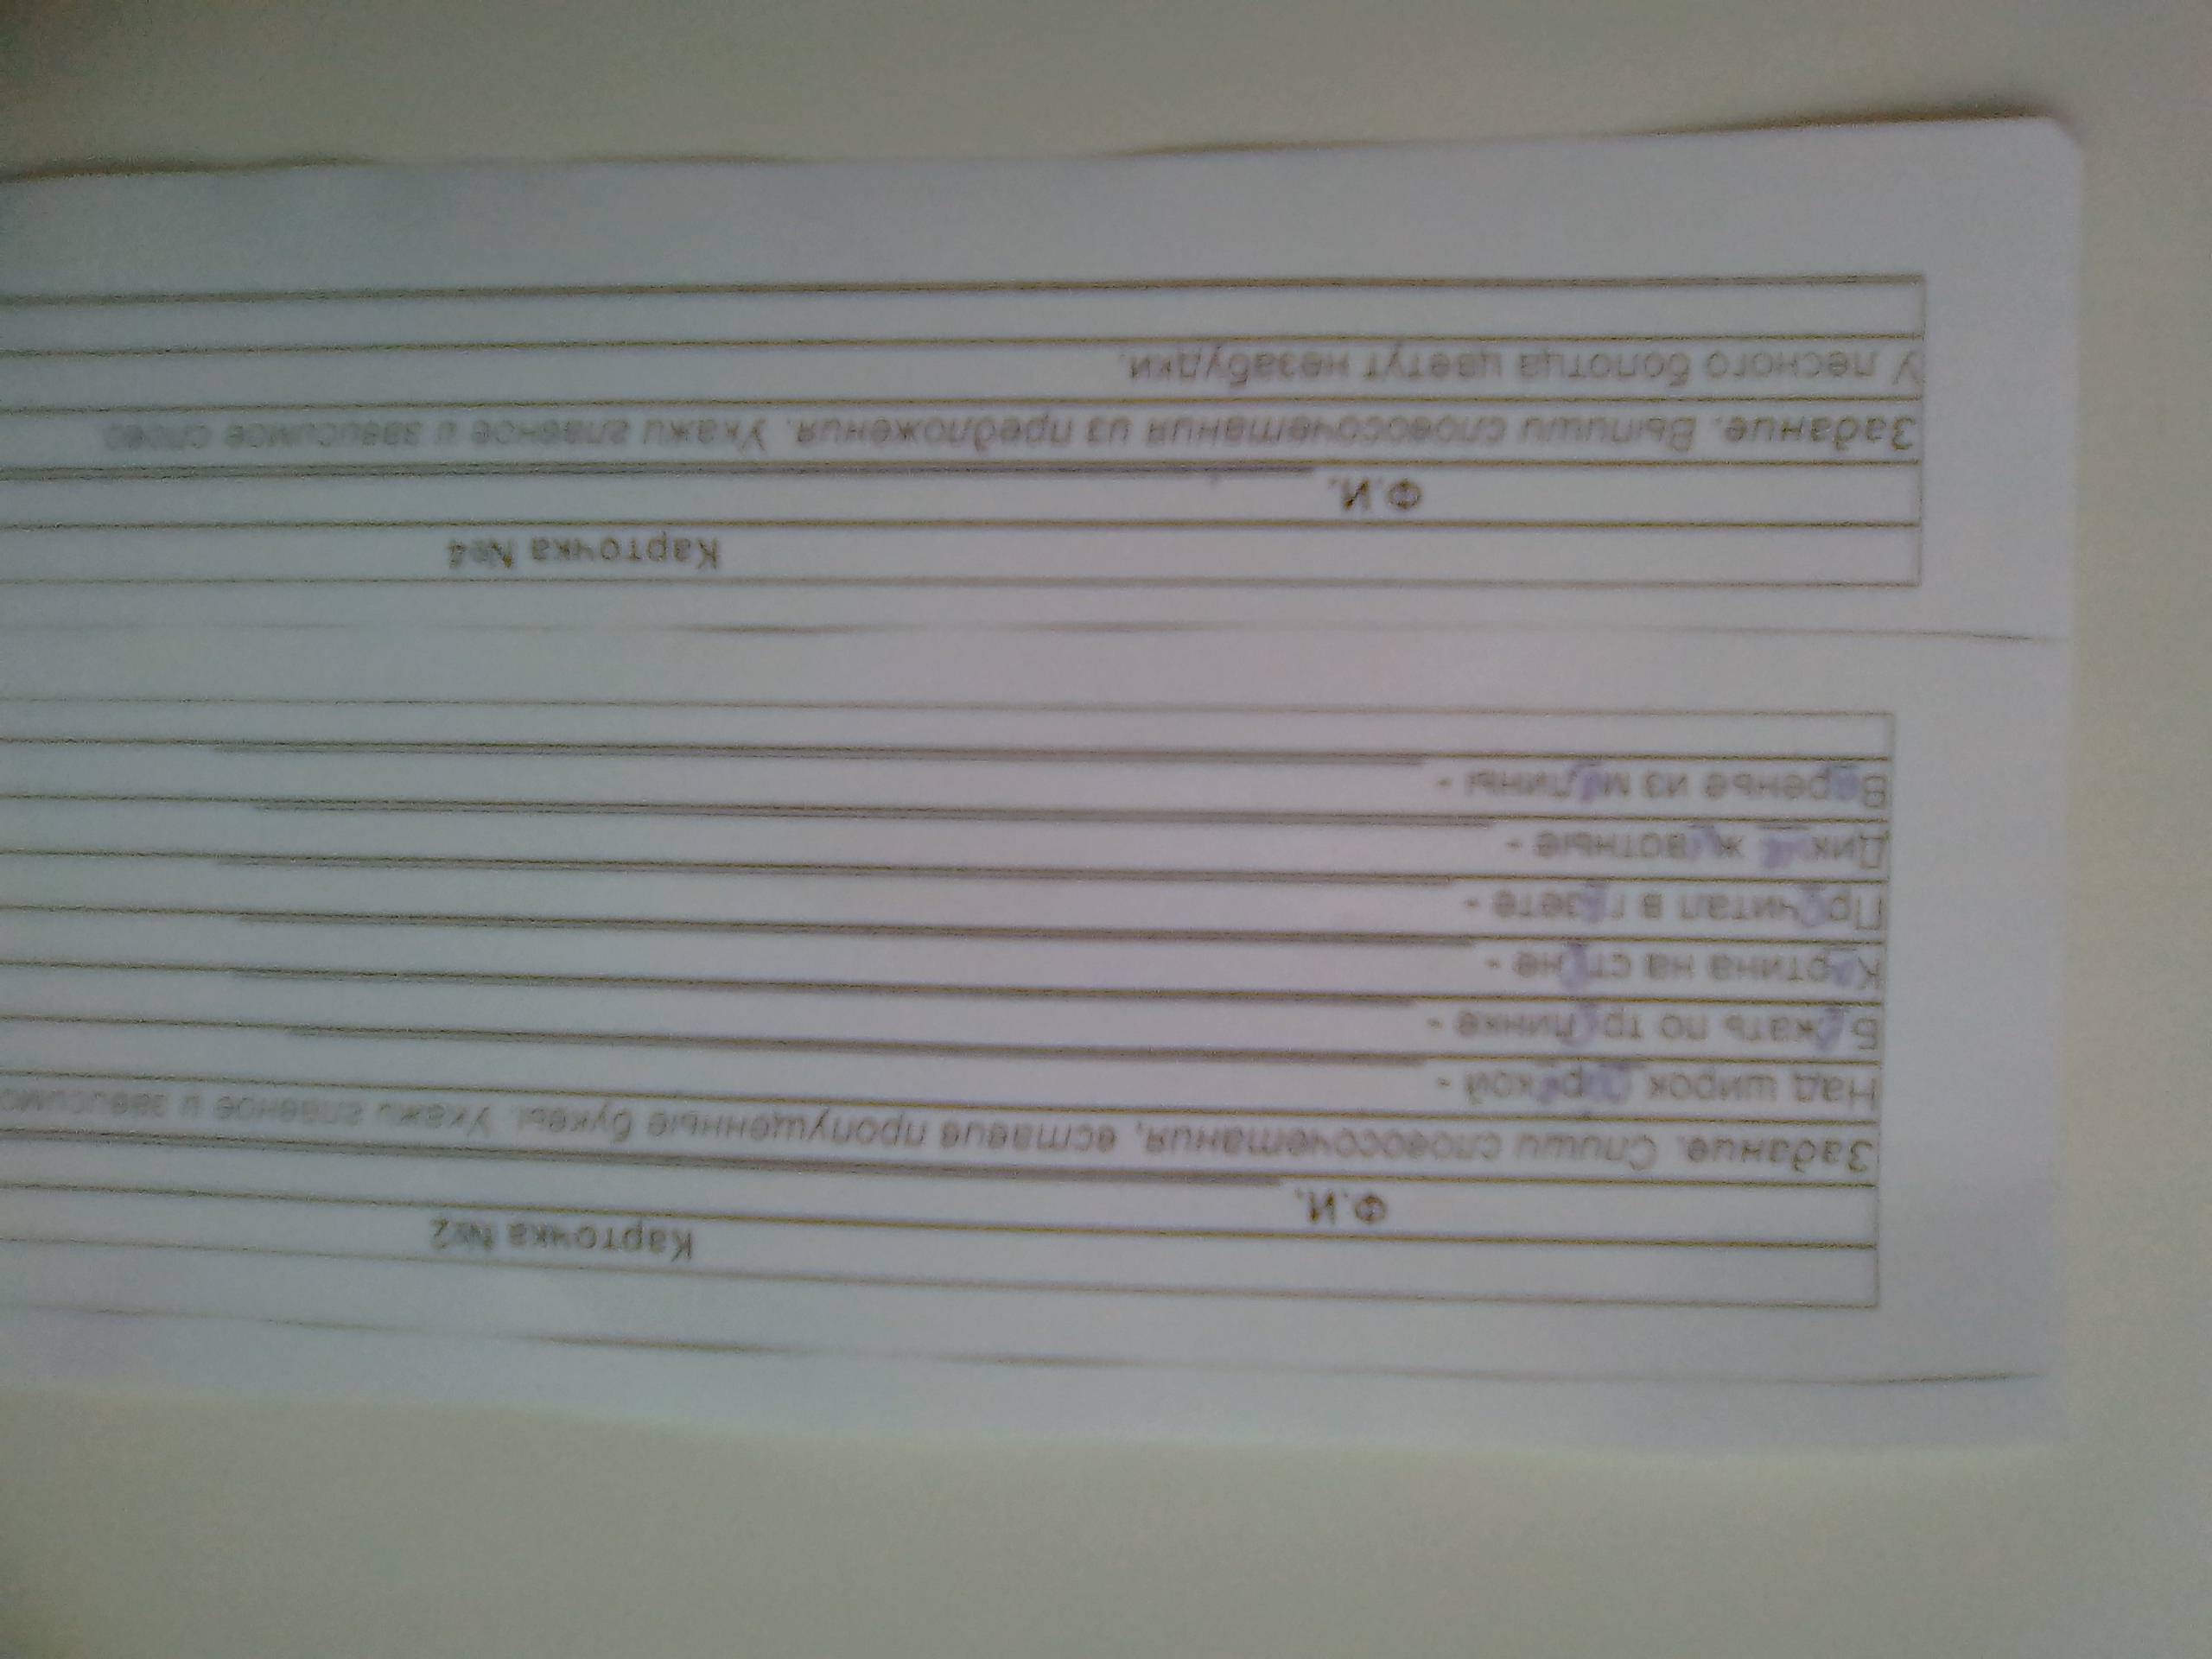 Карточка №2
Ф.И.
Задание. Спиши словосочетания, вставив пропущенные буквы. Укажи главное и зависимо
Над широкой рекой -
Бежать по тропинке -
Картина на стене -
Прочитал в газете -
Дикие животные -
Варенье из малины -
Карточка №4
Ф.И.
Задание. Выпиши словосочетания из предложения. Укажи главное и зависимое слово
У лесного болотца цветут незабудки.